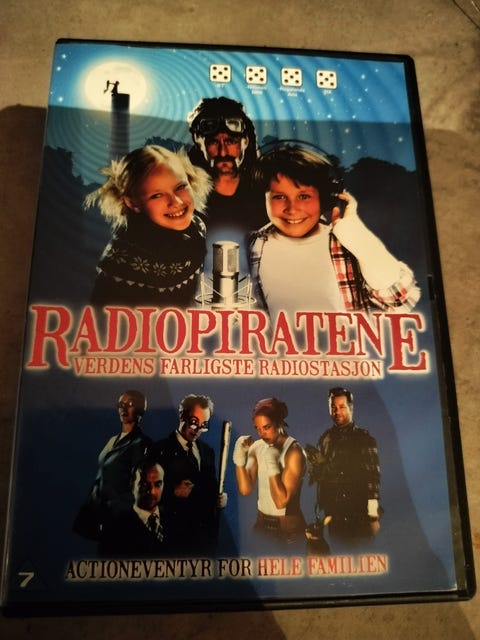 RADIOPIRATENE
VERDENS FARLIGSTE RADIOSTASJON
ACTIONEVENTYR FOR HELE FAMILIEN
7